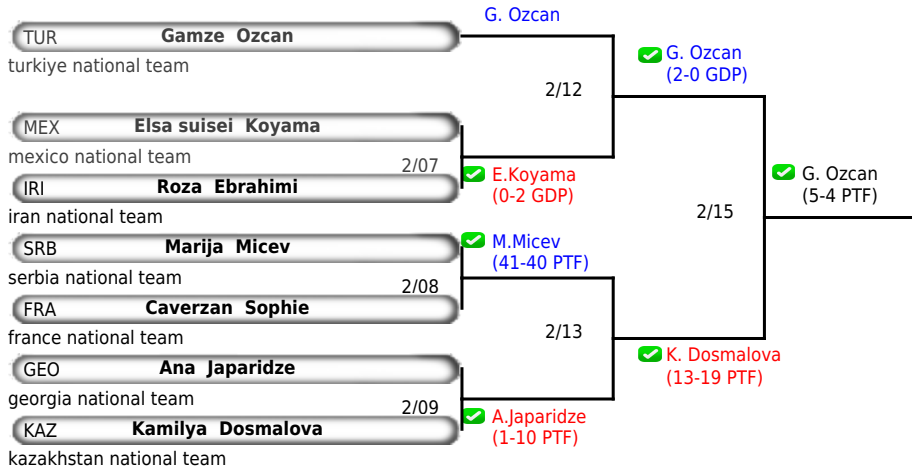 G. Ozcan
TUR Gamze Ozcan
turkiye national team
G. Ozcan
(2-0 GDP)
2/12
MEX Elsa suisei Koyama
mexico national team
2/07
E.Koyama
(0-2 GDP)
G. Ozcan
(5-4 PTF)
IRI Roza Ebrahimi
iran national team
2/15
SRB Marija Micev
M.Micev
(41-40 PTF)
serbia national team
2/08
FRA Caverzan Sophie
france national team
2/13
GEO Ana Japaridze
K. Dosmalova
(13-19 PTF)
georgia national team
2/09
A.Japaridze
(1-10 PTF)
KAZ Kamilya Dosmalova
kazakhstan national team